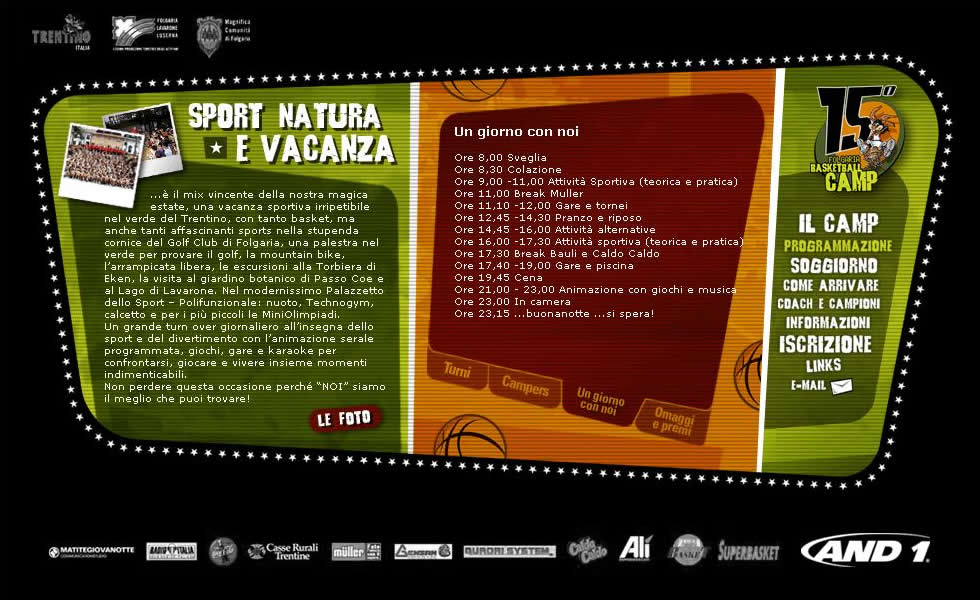 TRENTINO
ITALIA
FOLGARIA
LAVARONE
LUSERNA
Magnifica
Comunità
di Folgaria
SPORT NATURA
E VACANZA
...è il mix vincente della nostra magica
estate, una vacanza sportiva irripetibile
nel verde del Trentino, con tanto basket, ma
anche tanti affascinanti sports nella stupenda
cornice del Golf Club di Folgaria, una palestra nel
verde per provare il golf, la mountain bike,
l'arrampicata libera, le escursioni alla Torbiera di
Eken, la visita al giardino botanico di Passo Coe e
al Lago di Lavarone. Nel modernissimo Palazzetto
dello Sport – Polifunzionale: nuoto, Technogym,
calcetto e per i più piccoli le MiniOlimpiadi.
Un grande turn over giornaliero all'insegna dello
sport e del divertimento con l'animazione serale
programmata, giochi, gare e karaoke per
confrontarsi, giocare e vivere insieme momenti
indimenticabili.
Non perdere questa occasione perché “NOI” siamo
il meglio che puoi trovare!
LE FOTO
Un giorno con noi
Ore 8,00 Sveglia
Ore 8,30 Colazione
Ore 9,00 -11,00 Attività Sportiva (teorica e pratica)
Ore 11,00 Break Muller
Ore 11,10 -12,00 Gare e tornei
Ore 12,45 -14,30 Pranzo e riposo
Ore 14,45 -16,00 Attività alternative
Ore 16,00 -17,30 Attività sportiva (teorica e pratica)
Ore 17,30 Break Bauli e Caldo Caldo
Ore 17,40 -19,00 Gare e piscina
Ore 19,45 Cena
Ore 21,00 - 23,00 Animazione con giochi e musica
Ore 23,00 In camera
Ore 23,15 ...buonanotte ...si spera!
Turni
Campers
Un giorno
con noi
Omaggi
e premi
15°
FOLGARIA
BASKETBALL
CAMP
IL CAMP
PROGRAMMAZIONE
SOGGIORNO
COME ARRIVARE
COACH E CAMPIONI
INFORMAZIONI
ISCRIZIONE
LINKS
E-MAIL
MATITEGIOVANOTTE
RADIO ITALIA
Casse Rurali
Trentine
müller
QUADRI SYSTEM
Caldo
Caldo
Alì
BASKET
SUPERBASKET
AND 1